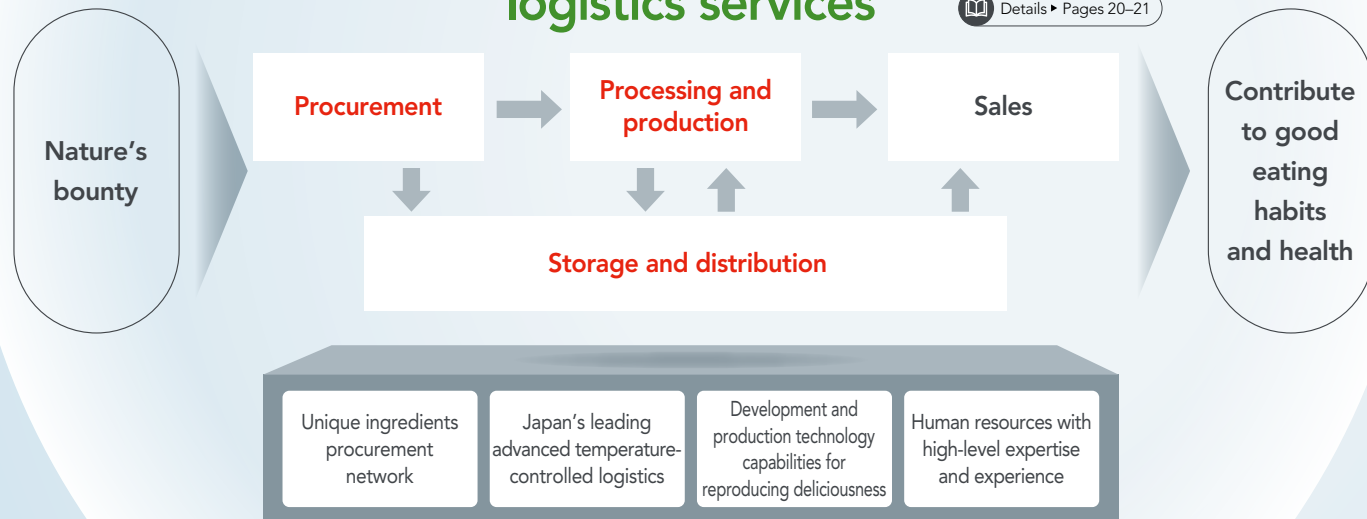 logistics services
Details ▸ Pages 20–21
Nature's
bounty
Procurement
Processing and
production
Sales
Storage and distribution
Contribute
to good
eating
habits
and health
Unique ingredients
procurement
network
Japan's leading
advanced temperature-
controlled logistics
Development and
production technology
capabilities for
reproducing deliciousness
Human resources with
high-level expertise
and experience